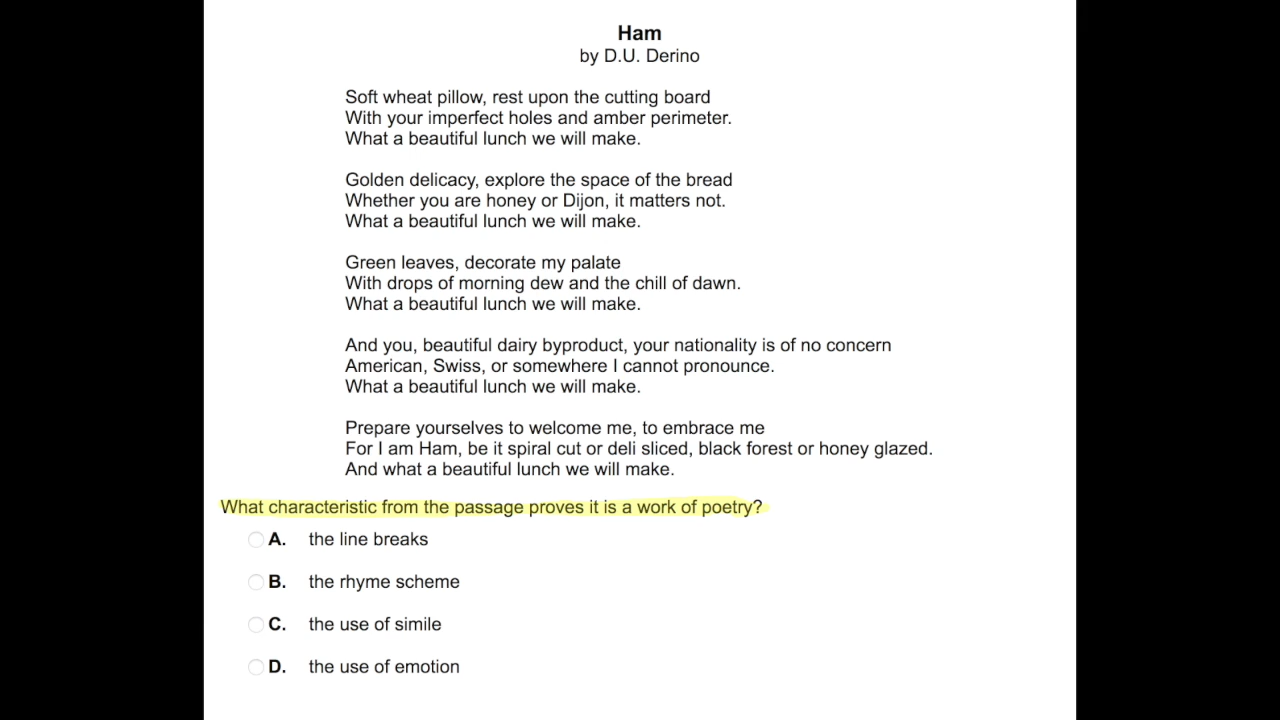 Ham
by D.U. Derino
Soft wheat pillow, rest upon the cutting board
With your imperfect holes and amber perimeter.
What a beautiful lunch we will make.
Golden delicacy, explore the space of the bread
Whether you are honey or Dijon, it matters not.
What a beautiful lunch we will make.
Green leaves, decorate my palate
With drops of morning dew and the chill of dawn.
What a beautiful lunch we will make.
And you, beautiful dairy byproduct, your nationality is of no concern
American, Swiss, or somewhere I cannot pronounce.
What a beautiful lunch we will make.
Prepare yourselves to welcome me, to embrace me
For I am Ham, be it spiral cut or deli sliced, black forest or honey glazed.
And what a beautiful lunch we will make.
What characteristic from the passage proves it is a work of poetry?
A. the line breaks
B. the rhyme scheme
C. the use of simile
D. the use of emotion